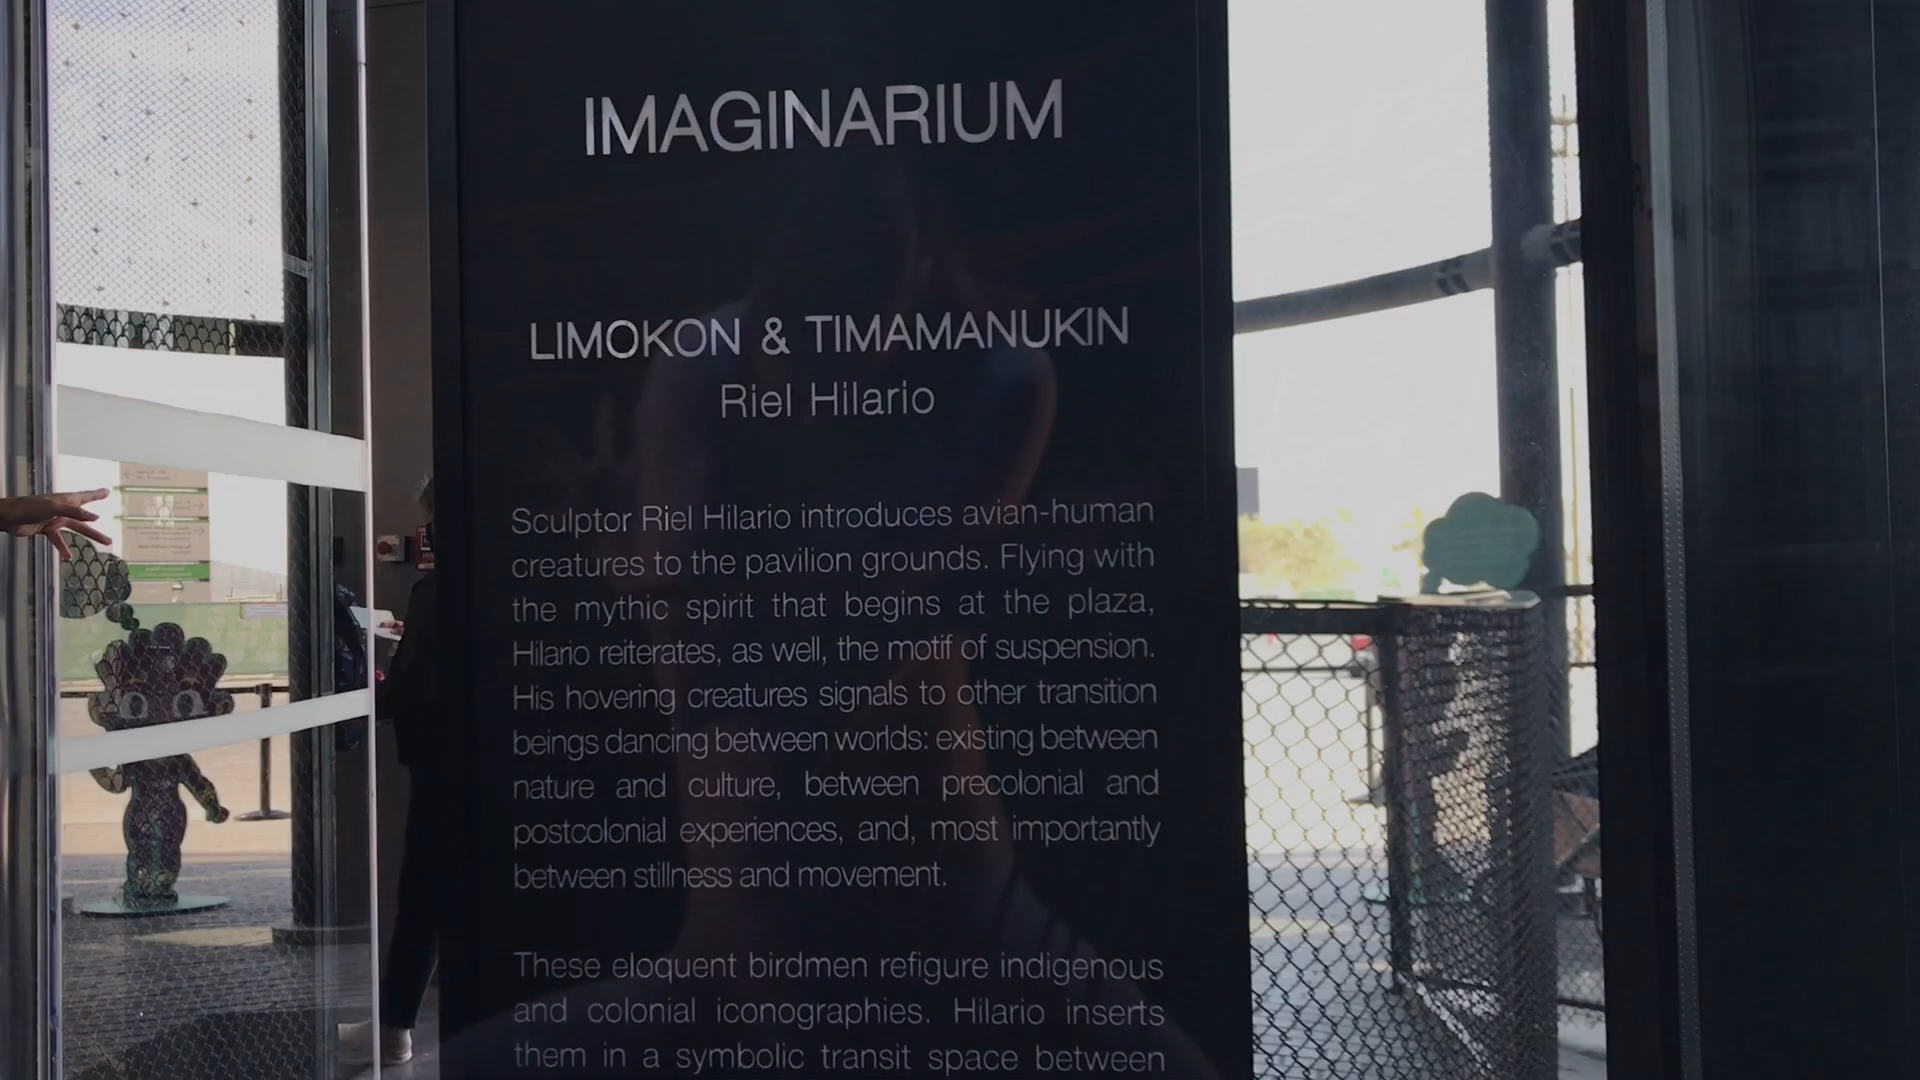 IMAGINARIUM
LIMOKON & TIMAMANUKIN
Riel Hilario
Sculptor Riel Hilario introduces avian-human
creatures to the pavilion grounds. Flying with
the mythic spirit that begins at the plaza,
Hilario reiterates, as well, the motif of suspension.
His hovering creatures signals to other transition
beings dancing between worlds: existing between
nature and culture, between precolonial and
postcolonial experiences, and, most importantly
between stillness and movement.
These eloquent birdmen refigure indigenous
and colonial iconographies. Hilario inserts
them in a symbolic transit space between